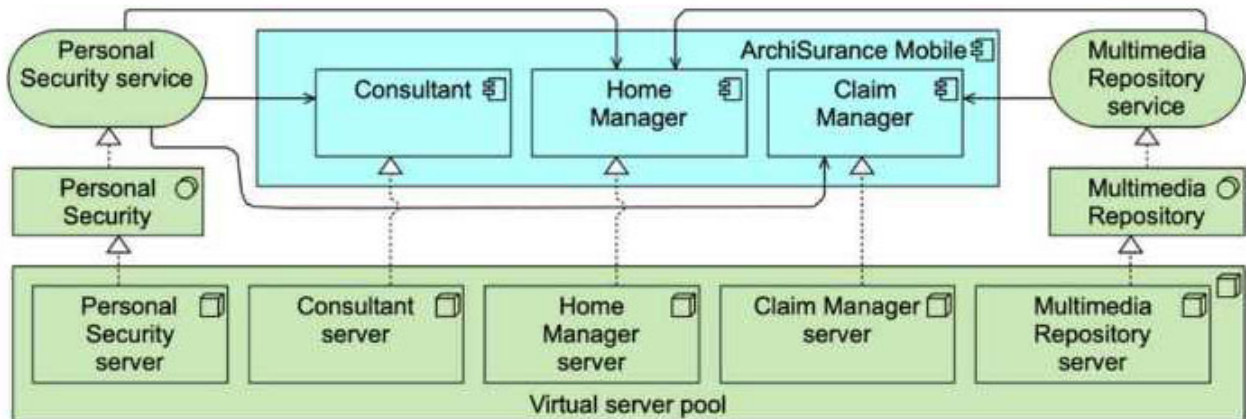 Personal
Security service
ArchiSurance Mobile
Consultant
Home
Manager
Claim
Manager
Multimedia
Repository
service
Personal
Security
Multimedia
Repository
Personal
Security
server
Consultant
server
Home
Manager
server
Claim Manager
server
Multimedia
Repository
server
Virtual server pool